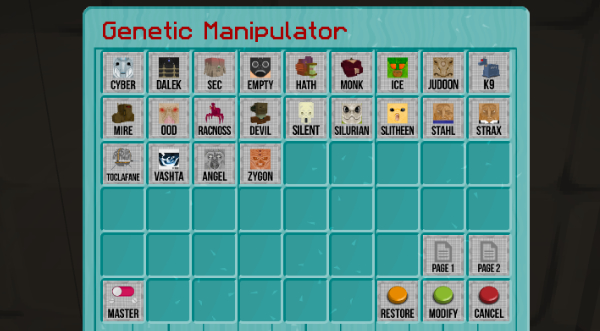 Genetic Manipulator
CYBER DALEK SEC EMPTY HATH MONK ICE JUDOON K9
MIRE OOD RACNOSS DEVIL SILENT SILURIAN SLITHEEN STAHL STRAX
TOCLAFANE VASHTA ANGEL ZYGON
PAGE 1 PAGE 2
MASTER RESTORE MODIFY CANCEL